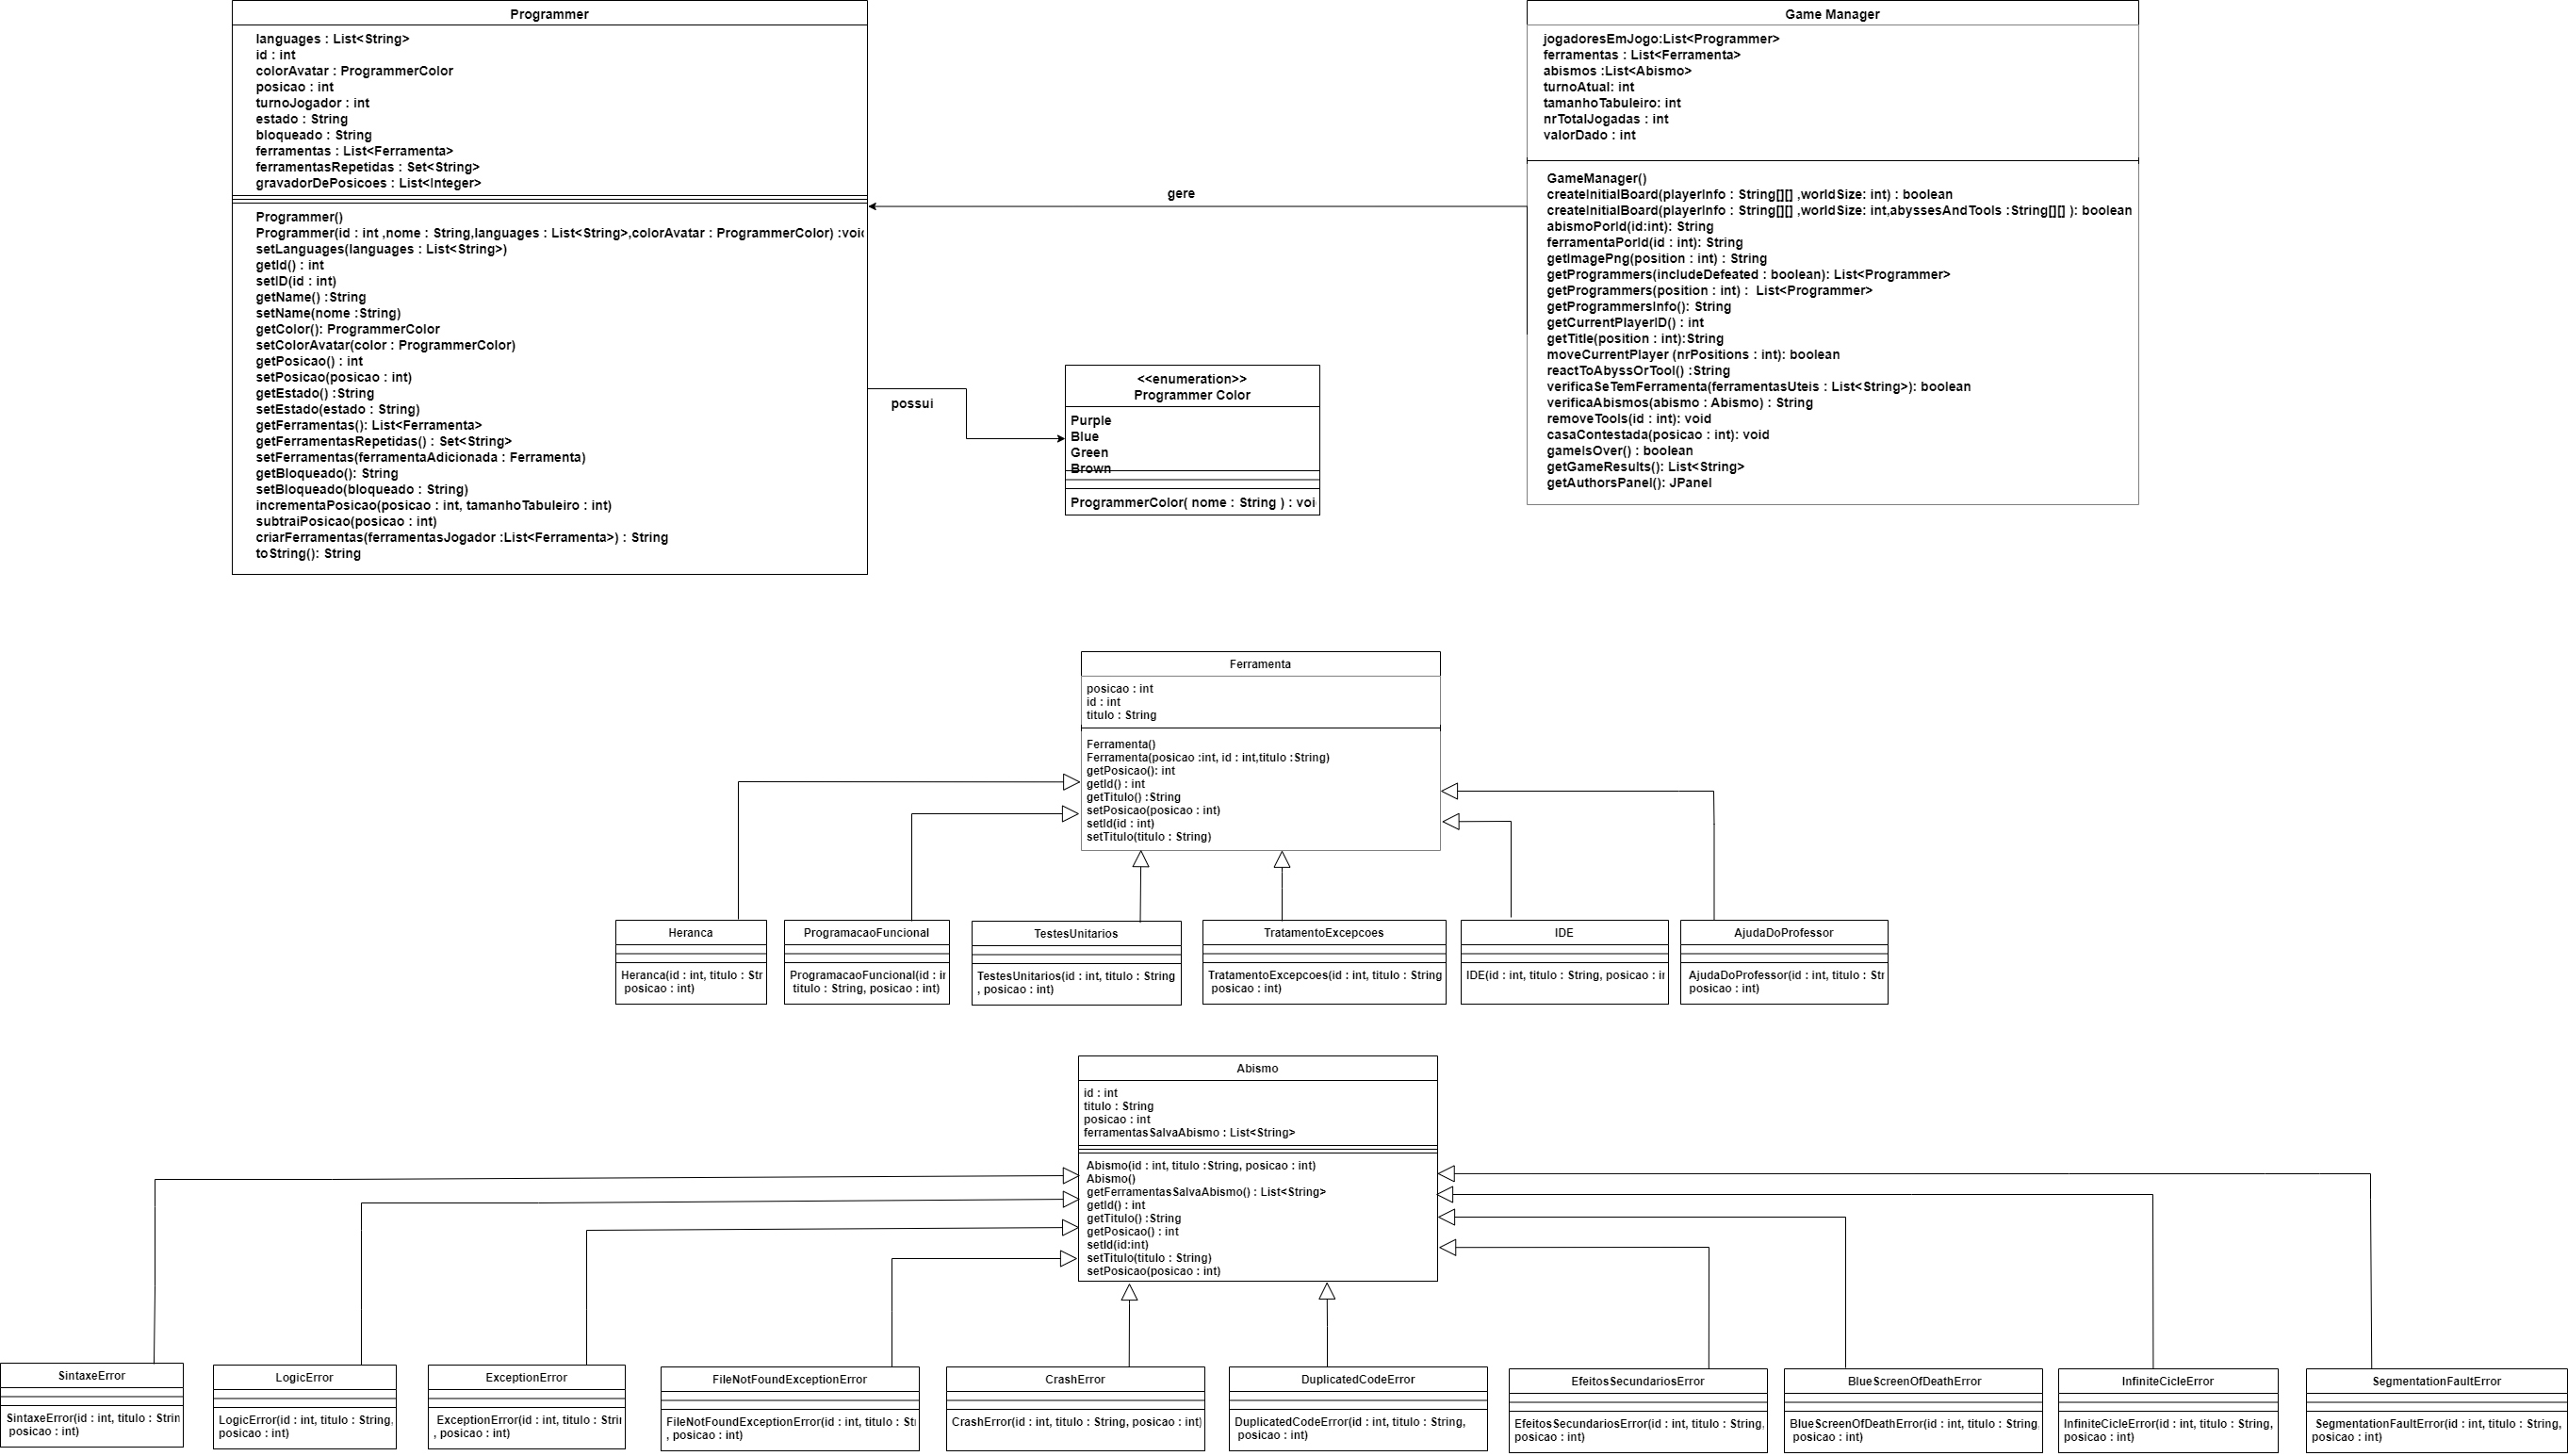 Programmer
languages : List<String>
id : int
colorAvatar : ProgrammerColor
posicao : int
turnoJogador : int
estado : String
bloqueado : String
ferramentas : List<Ferramenta>
ferramentasRepetidas : Set<String>
gravadorDePosicoes : List<Integer>
Programmer()
Programmer(id : int ,nome : String,languages : List<String>,colorAvatar : ProgrammerColor) :voi
setLanguages(languages : List<String>)
getId() : int
setID(id : int)
getName() :String
setName(nome :String)
getColor(): ProgrammerColor
setColorAvatar(color : ProgrammerColor)
getPosicao() : int
setPosicao(posicao : int)
getEstado() :String
setEstado(estado : String)
getFerramentas(): List<Ferramenta>
getFerramentasRepetidas() : Set<String>
setFerramentas(ferramentaAdicionada : Ferramenta)
getBloqueado(): String
setBloqueado(bloqueado : String)
incrementaPosicao(posicao : int, tamanhoTabuleiro : int)
subtraiPosicao(posicao : int)
criarFerramentas(ferramentasJogador :List<Ferramenta>) : String
toString(): String
gere
possui
<<enumeration>>
Programmer Color
Purple
Blue
Green
Brown
ProgrammerColor( nome : String ) : voi
Game Manager
jogadoresEmJogo:List<Programmer>
ferramentas : List<Ferramenta>
abismos :List<Abismo>
turnoAtual: int
tamanhoTabuleiro: int
nrTotalJogadas : int
valorDado : int
GameManager()
createInitialBoard(playerInfo : String[][] ,worldSize: int) : boolean
createInitialBoard(playerInfo : String[][] ,worldSize: int,abyssesAndTools :String[][] ): boolean
abismoPorId(id:int): String
ferramentaPorId(id : int): String
getImagePng(position : int) : String
getProgrammers(includeDefeated : boolean): List<Programmer>
getProgrammers(position : int) :  List<Programmer>
getProgrammersInfo(): String
getCurrentPlayerID() : int
getTitle(position : int):String
moveCurrentPlayer (nrPositions : int): boolean
reactToAbyssOrTool() :String
verificaSeTemFerramenta(ferramentasUteis : List<String>): boolean
verificaAbismos(abismo : Abismo) : String
removeTools(id : int): void
casaContestada(posicao : int): void
gameIsOver() : boolean
getGameResults(): List<String>
getAuthorsPanel(): JPanel
Ferramenta
posicao : int
id : int
titulo : String
Ferramenta()
Ferramenta(posicao :int, id : int,titulo :String)
getPosicao(): int
getId() : int
getTitulo() :String
setPosicao(posicao : int)
setId(id : int)
setTitulo(titulo : String)
Heranca
Heranca(id : int, titulo : Str
posicao : int)
ProgramacaoFuncional
ProgramacaoFuncional(id : in
titulo : String, posicao : int)
TestesUnitarios
TestesUnitarios(id : int, titulo : String
, posicao : int)
TratamentoExcepcoes
TratamentoExcepcoes(id : int, titulo : String
posicao : int)
IDE
IDE(id : int, titulo : String, posicao : in
AjudaDoProfessor
AjudaDoProfessor(id : int, titulo : Str
posicao : int)
Abismo
id : int
titulo : String
posicao : int
ferramentasSalvaAbismo : List<String>
Abismo(id : int, titulo :String, posicao : int)
Abismo()
getFerramentasSalvaAbismo() : List<String>
getId() : int
getTitulo() :String
getPosicao() : int
setId(id:int)
setTitulo(titulo : String)
setPosicao(posicao : int)
SintaxeError
SintaxeError(id : int, titulo : Strin
posicao : int)
LogicError
LogicError(id : int, titulo : String,
posicao : int)
ExceptionError
ExceptionError(id : int, titulo : Stri
, posicao : int)
FileNotFoundExceptionError
FileNotFoundExceptionError(id : int, titulo : St
, posicao : int)
CrashError
CrashError(id : int, titulo : String, posicao : int)
DuplicatedCodeError
DuplicatedCodeError(id : int, titulo : String,
posicao : int)
EfeitosSecundariosError
EfeitosSecundariosError(id : int, titulo : String,
posicao : int)
BlueScreenOfDeathError
BlueScreenOfDeathError(id : int, titulo : String
posicao : int)
InfiniteCicleError
InfiniteCicleError(id : int, titulo : String,
posicao : int)
SegmentationFaultError
SegmentationFaultError(id : int, titulo : String,
posicao : int)